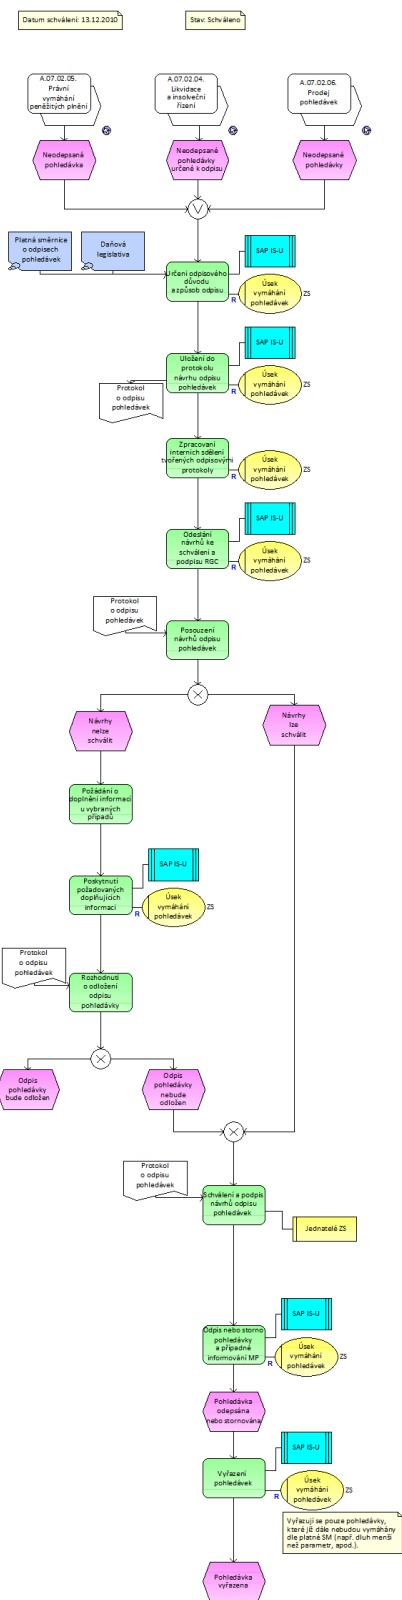 Datum schválení: 13.12.2010
Stav: Schváleno
A.07.02.05.
Právní
vymáhání
peněžitých plnění
A.07.02.04.
Likvidace
a insolveční
řízení
A.07.02.06.
Prodej
pohledávek
Neodepsaná
pohledávka
Neodepsané
pohledávky
určené k odpisu
Neodepsané
pohledávky
Platná směrnice
o odpisech
pohledávek
Daňová
legislativa
Určení odpisového
důvodu
a způsob odpisu
SAP IS-U
Úsek
vymáhání
pohledávek
ZS
R
Uložení do
protokolu
návrhu odpisu
pohledávek
SAP IS-U
Úsek
vymáhání
pohledávek
ZS
R
Protokol
o odpisu
pohledávek
Zpracovaní
interních sdělení
tvořených odpisovými
protokoly
Úsek
vymáhání
pohledávek
ZS
R
Odeslání
návrhů ke
schválení a
podpisu RGC
SAP IS-U
Úsek
vymáhání
pohledávek
ZS
R
Protokol
o odpisu
pohledávek
Posouzení
návrhů odpisu
pohledávek
Návrhy
nelze
schválit
Návrhy
lze
schválit
Požádání o
doplnění informací
u vybraných
případů
Poskytnutí
požadovaných
doplňujících
informací
SAP IS-U
Úsek
vymáhání
pohledávek
ZS
R
Protokol
o odpisu
pohledávek
Rozhodnutí
o odložení
odpisu
pohledávky
Odpis
pohledávky
bude odložen
Odpis
pohledávky
nebude
odložen
Protokol
o odpisu
pohledávek
Schválení a podpis
návrhů odpisu
pohledávek
Jednatelé ZS
Odpis nebo storno
pohledávky
a případné
informování MP
SAP IS-U
Úsek
vymáhání
pohledávek
ZS
R
Pohledávka
odepsána
nebo stornována
Vyřazení
pohledávek
SAP IS-U
Úsek
vymáhání
pohledávek
ZS
R
Vyřazují se pouze pohledávky,
které již dále nebudou vymáhány
dle platné SM (např. dluh menší
než parametr, apod.).
Pohledávka
vyřazena